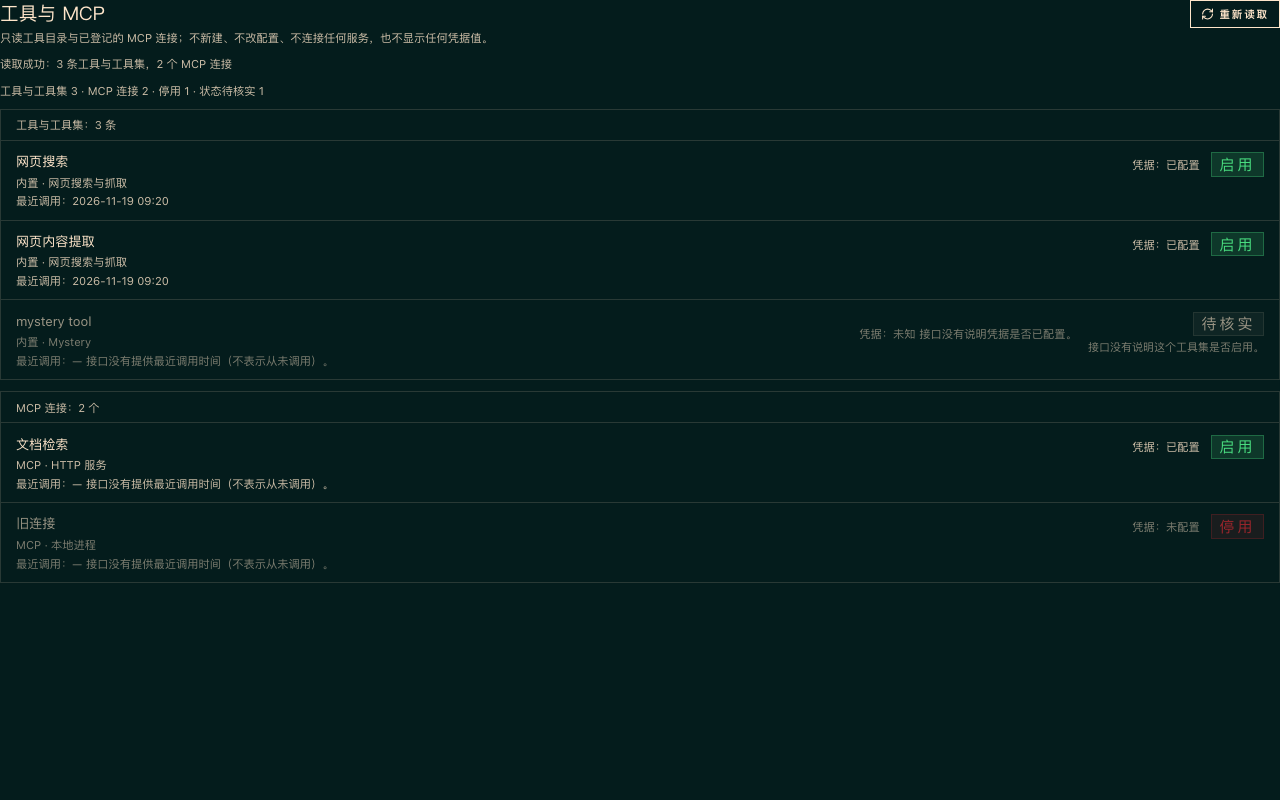 工具与 MCP
重新读取
只读工具目录与已登记的 MCP 连接；不新建、不改配置、不连接任何服务，也不显示任何凭据值。
读取成功：3 条工具与工具集，2 个 MCP 连接
工具与工具集 3 · MCP 连接 2 · 停用 1 · 状态待核实 1
工具与工具集：3 条
网页搜索
凭据：已配置 启用
内置 · 网页搜索与抓取
最近调用：2026-11-19 09:20
网页内容提取
凭据：已配置 启用
内置 · 网页搜索与抓取
最近调用：2026-11-19 09:20
mystery tool
待核实
凭据：未知 接口没有说明凭据是否已配置。
内置 · Mystery
接口没有说明这个工具集是否启用。
最近调用：— 接口没有提供最近调用时间（不表示从未调用）。
MCP 连接：2 个
文档检索
凭据：已配置 启用
MCP · HTTP 服务
最近调用：— 接口没有提供最近调用时间（不表示从未调用）。
旧连接
凭据：未配置 停用
MCP · 本地进程
最近调用：— 接口没有提供最近调用时间（不表示从未调用）。